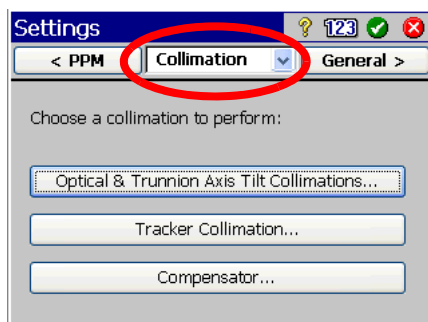 Settings ? 123
< PPM Collimation General >
Choose a collimation to perform:
Optical & Trunnion Axis Tilt Collimations...
Tracker Collimation...
Compensator...